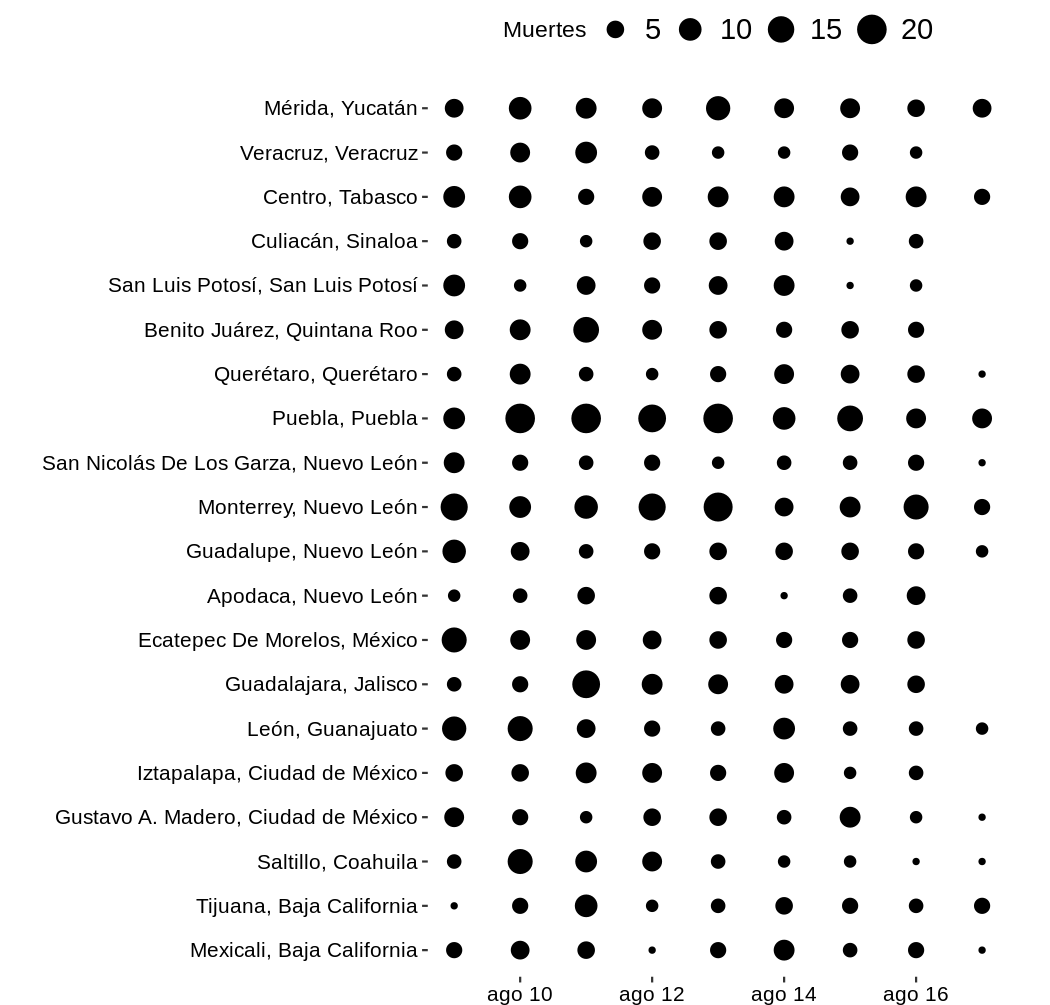 Muertes 5 10 15 20
Mérida, Yucatán
Veracruz, Veracruz
Centro, Tabasco
Culiacán, Sinaloa
San Luis Potosí, San Luis Potosí
Benito Juárez, Quintana Roo
Querétaro, Querétaro
Puebla, Puebla
San Nicolás De Los Garza, Nuevo León
Monterrey, Nuevo León
Guadalupe, Nuevo León
Apodaca, Nuevo León
Ecatepec De Morelos, México
Guadalajara, Jalisco
León, Guanajuato
Iztapalapa, Ciudad de México
Gustavo A. Madero, Ciudad de México
Saltillo, Coahuila
Tijuana, Baja California
Mexicali, Baja California
ago 10 ago 12 ago 14 ago 16